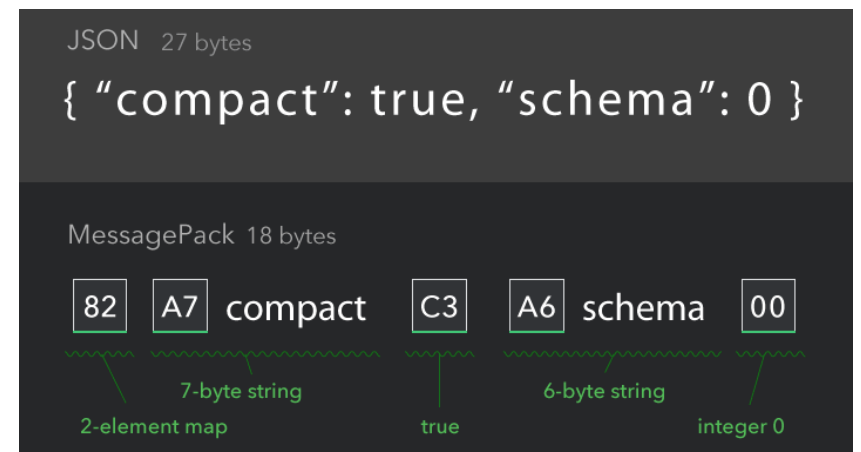 JSON 27 bytes
{ “compact”: true, “schema”: 0 }
MessagePack 18 bytes
82 A7 compact C3 A6 schema 00
7-byte string 6-byte string
2-element map true integer 0